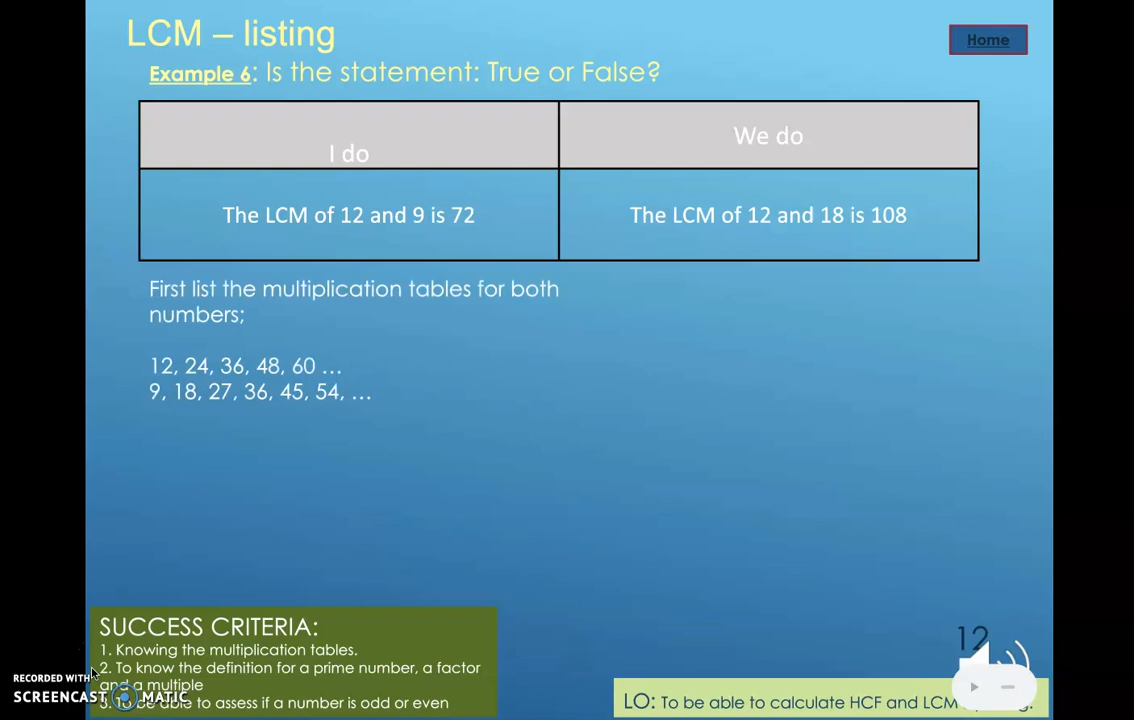 LCM – listing
Home
Example 6: Is the statement: True or False?
I do
We do
The LCM of 12 and 9 is 72
The LCM of 12 and 18 is 108
First list the multiplication tables for both
numbers;
12, 24, 36, 48, 60 …
9, 18, 27, 36, 45, 54, …
SUCCESS CRITERIA:
1. Knowing the multiplication tables.
2. To know the definition for a prime number, a factor
and a multiple
3. To be able to assess if a number is odd or even
RECORDED WITH
SCREENCAST MATIC
12
LO: To be able to calculate HCF and LCM